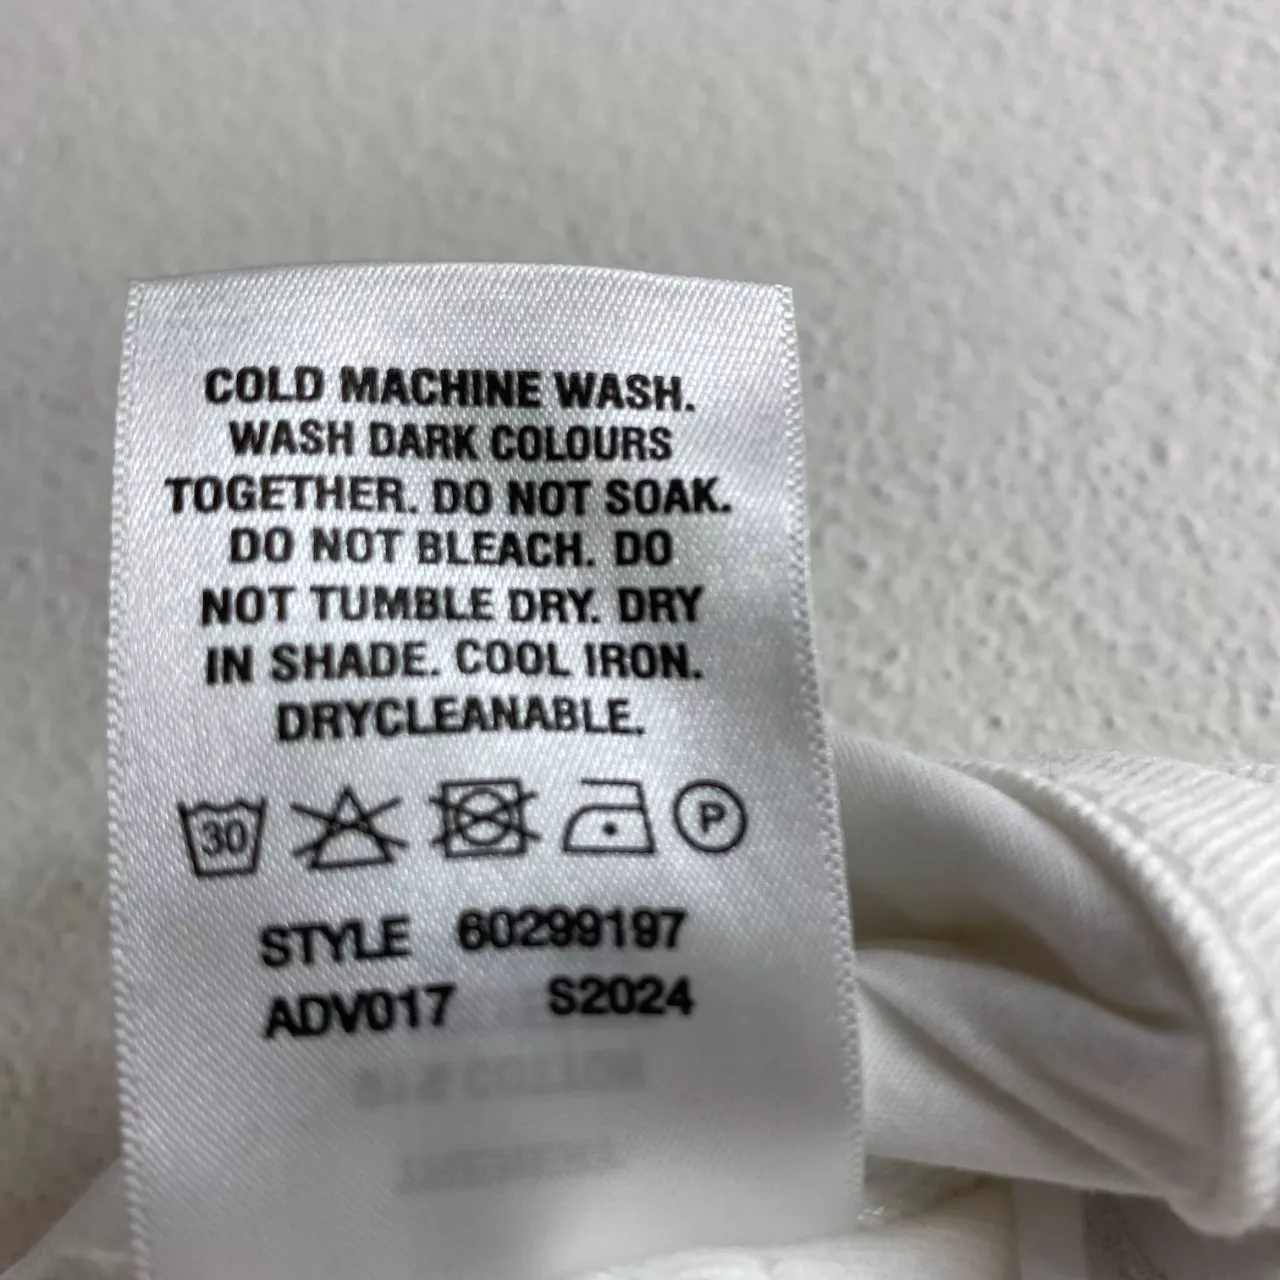 COLD MACHINE WASH.
WASH DARK COLOURS
TOGETHER. DO NOT SOAK.
DO NOT BLEACH. DO
NOT TUMBLE DRY. DRY
IN SHADE. COOL IRON.
DRYCLEANABLE.
30 P
STYLE 60299197
ADV017 S2024